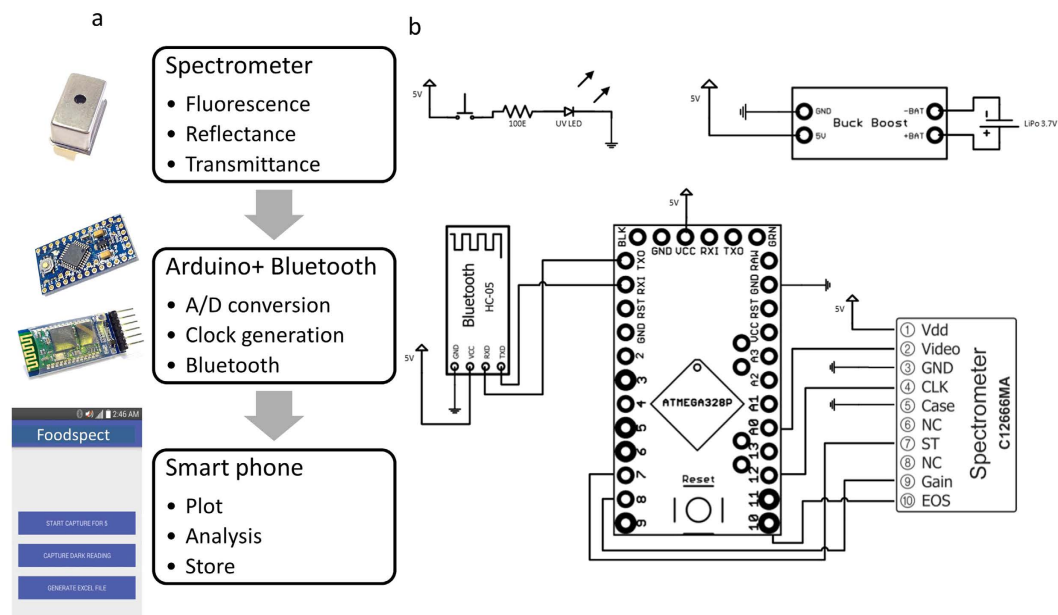 a
Spectrometer
• Fluorescence
• Reflectance
• Transmittance
Arduino+ Bluetooth
• A/D conversion
• Clock generation
• Bluetooth
2:46 AM
Foodspect
START CAPTURE FOR 5
CAPTURE DARK READING
GENERATE EXCEL FILE
Smart phone
• Plot
• Analysis
• Store
b
5V
100E
UV LED
5V
GND
5V
Buck Boost
-BAT
+BAT
LiPo 3.7V
5V
Bluetooth
HC-05
GND
VCC
RXD
TXD
5V
BLK
GND
VCC
RXI
TXO
GRN
TXO
RXI
RST
GND
2
3
4
5
6
7
8
9
RAW
GND
RST
VCC
A3
A2
A1
A0
13
12
11
10
ATMEGA328P
Reset
5V
① Vdd
② Video
③ GND
④ CLK
⑤ Case
⑥ NC
⑦ ST
⑧ NC
⑨ Gain
⑩ EOS
Spectrometer
C12666MA